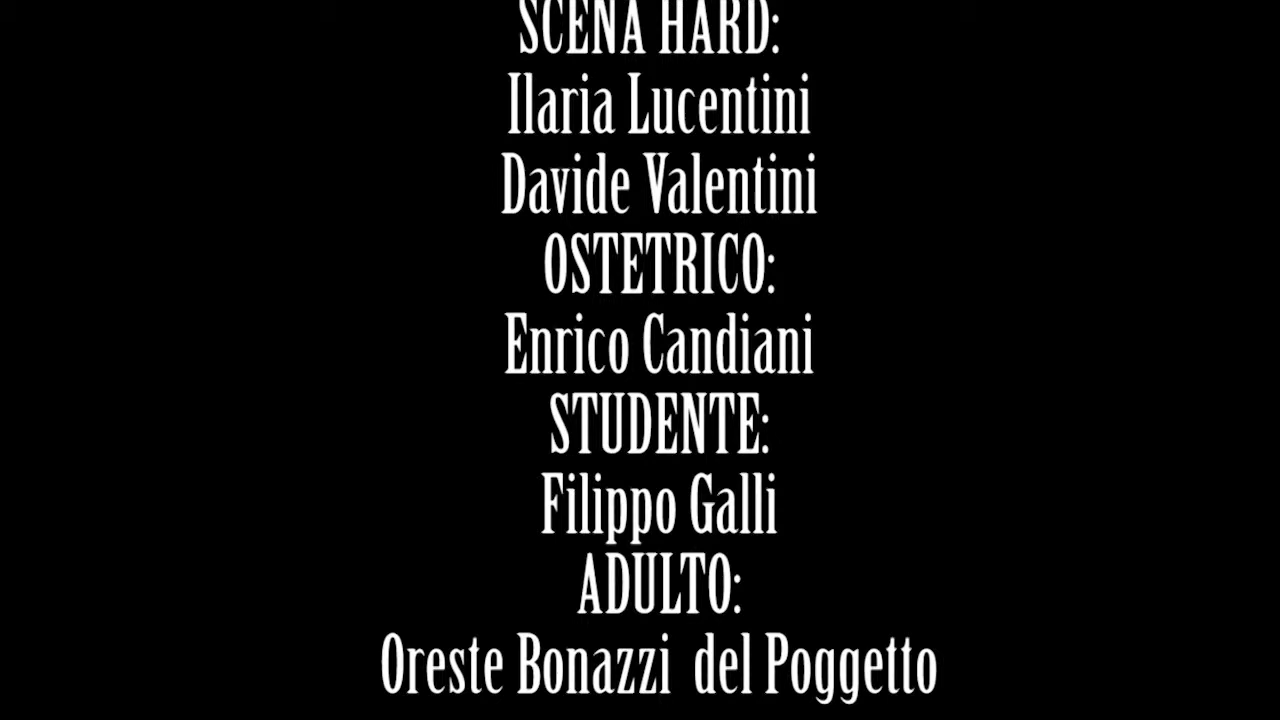 SCENA HARD:
Ilaria Lucentini
Davide Valentini
OSTETRICO:
Enrico Candiani
STUDENTE:
Filippo Galli
ADULTO:
Oreste Bonazzi del Poggetto